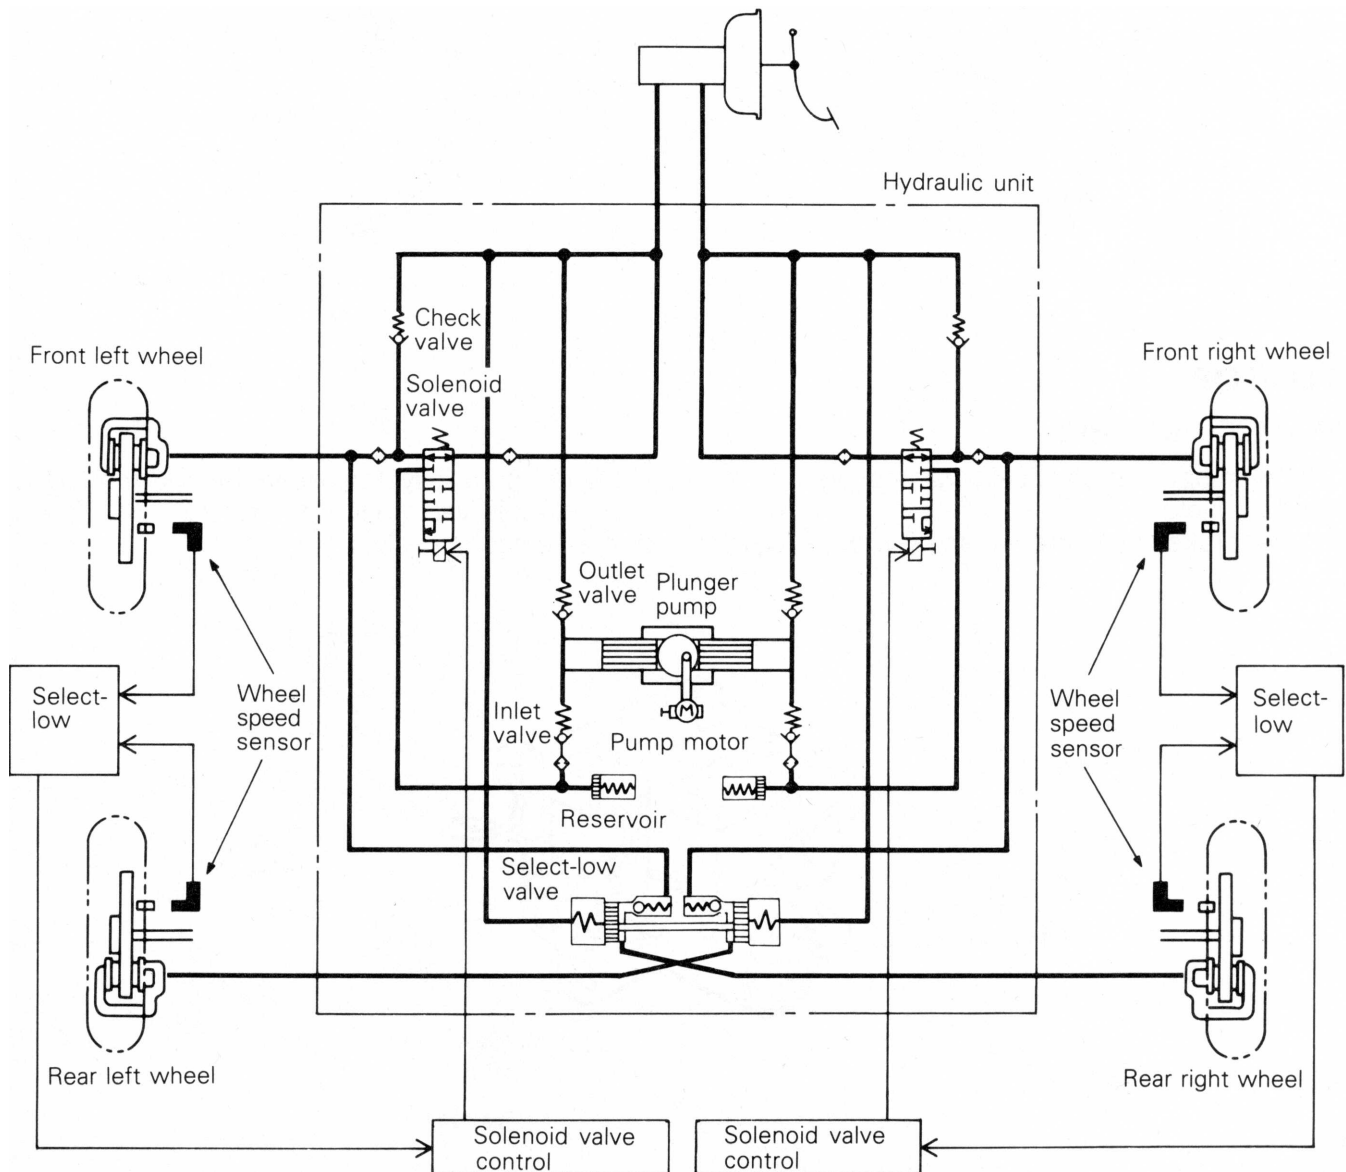 Hydraulic unit
Check
valve
Front left wheel
Front right wheel
Solenoid
valve
Outlet
valve
Plunger
pump
Select-
low
Wheel
speed
sensor
Inlet
valve
M
Pump motor
Wheel
speed
sensor
Select-
low
Reservoir
Select-low
valve
Rear left wheel
Rear right wheel
Solenoid valve
control
Solenoid valve
control